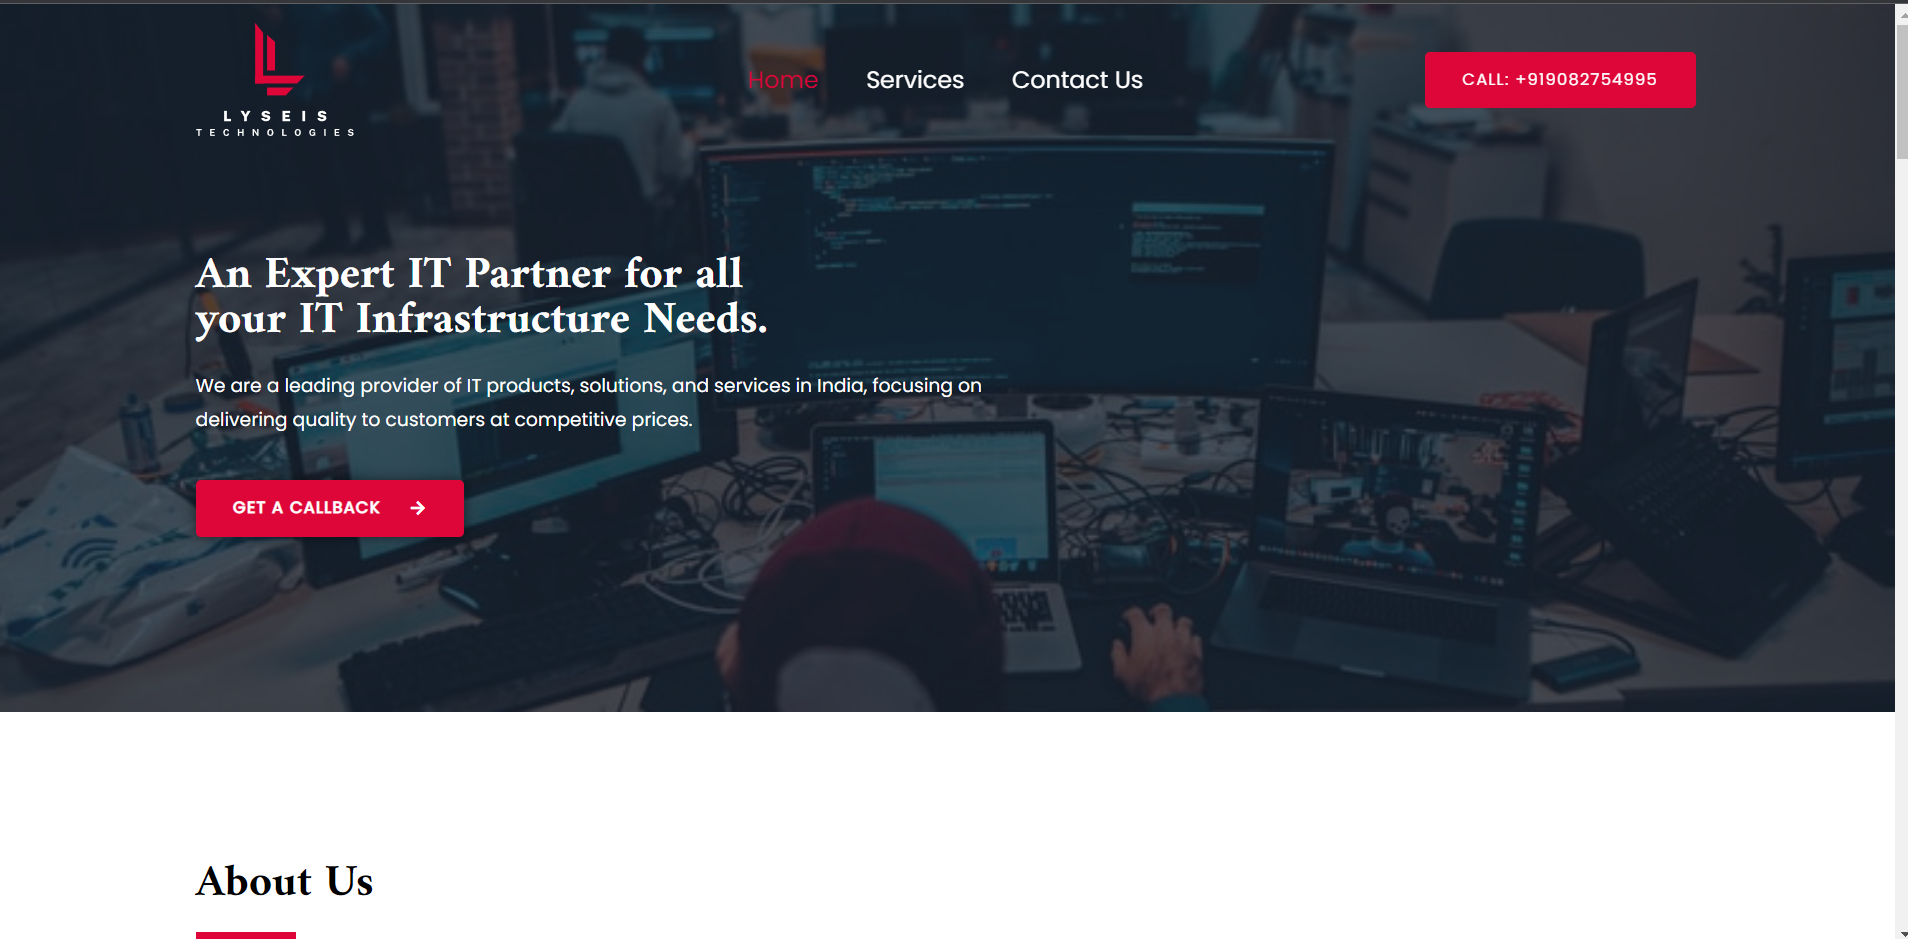 LYSEIS
TECHNOLOGIES
Home
Services
Contact Us
CALL: +919082754995
An Expert IT Partner for all
your IT Infrastructure Needs.
We are a leading provider of IT products, solutions, and services in India, focusing on
delivering quality to customers at competitive prices.
GET A CALLBACK
About Us